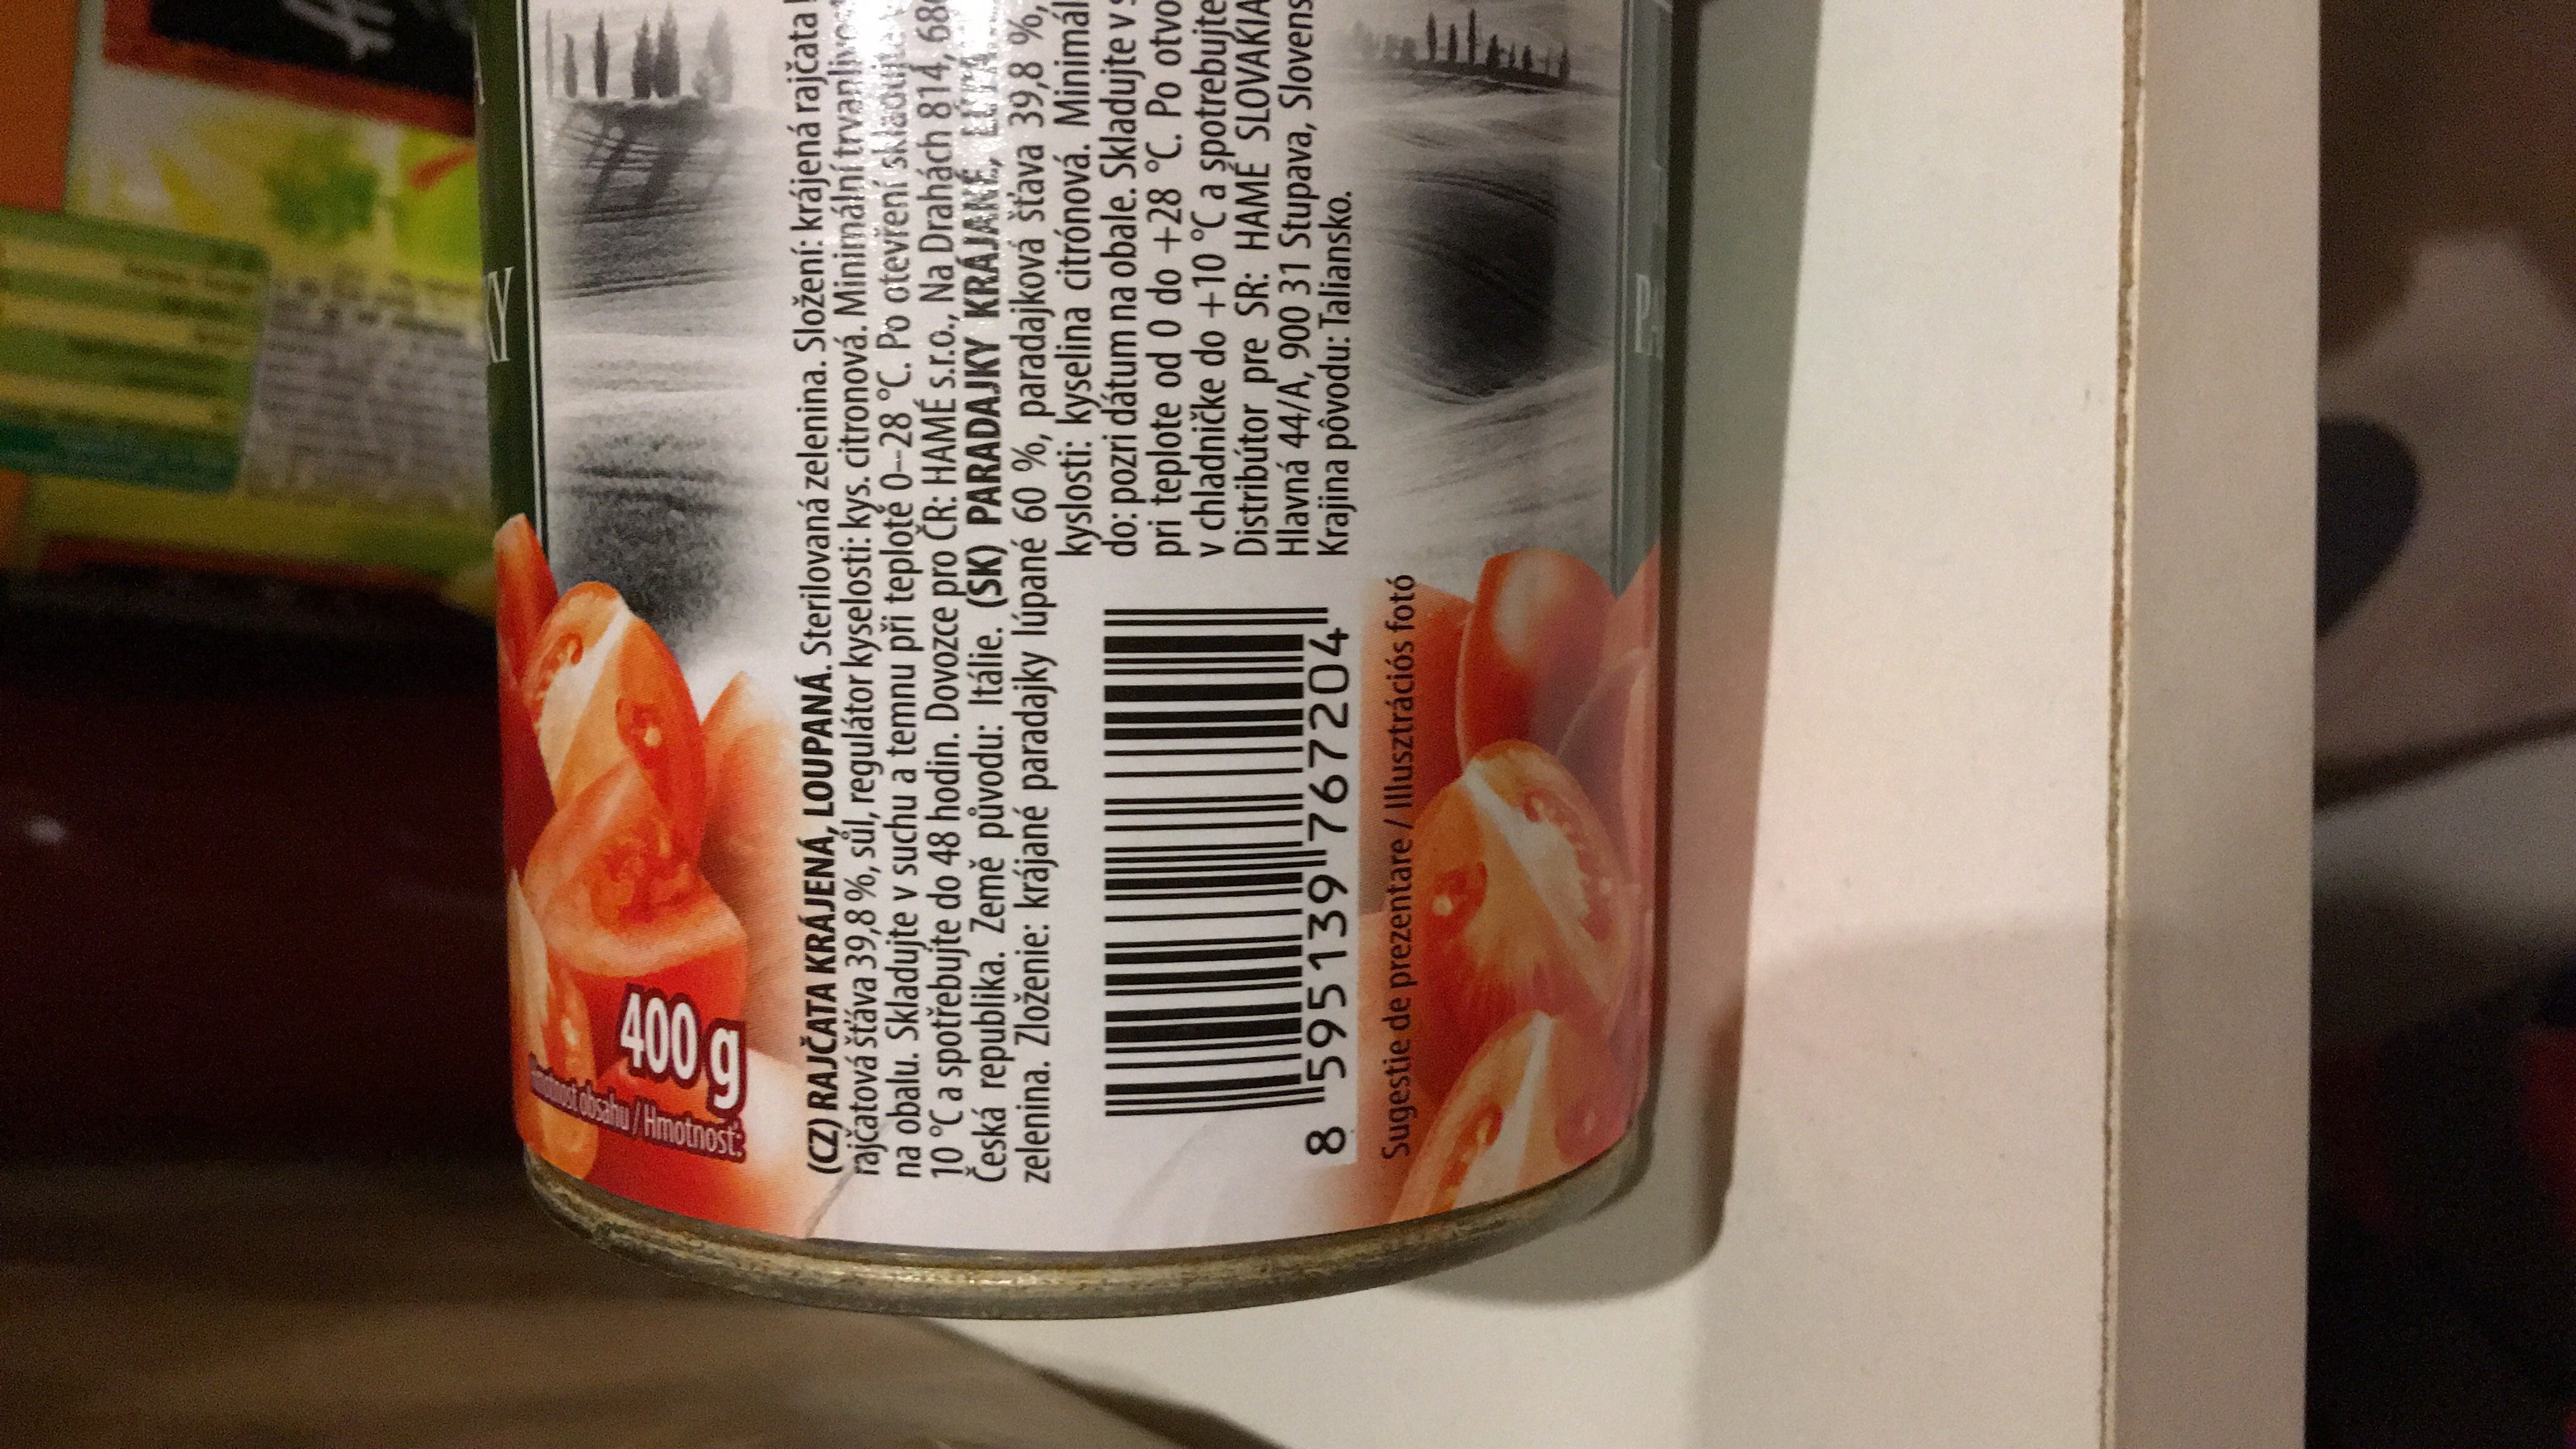 400 g
obsahu / Hmotnosť:
(CZ) RAJČATA KRÁJENÁ, LOUPANÁ. Sterilovaná zelenina. Složení: krájená rajčata
rajčatová šťáva 39,8 %, sůl, regulátor kyselosti: kys. citronová. Minimální trvanlivost
na obalu. Skladujte v suchu a temnu při teplotě 0–28 °C. Po otevření skladujte
10 °C a spotřebujte do 48 hodin. Dovozce pro ČR: HAMÉ s.r.o., Na Drahách 814, 686
Česká republika. Země původu: Itálie. (SK) PARADAJKY KRÁJANÉ, LÚPANÉ.
zelenina. Zloženie: krájané paradajky lúpané 60 %, paradajková šťava 39,8 %,
kyslosti: kyselina citrónová. Minimál
do: pozri dátum na obale. Skladujte v s
pri teplote od 0 do +28 °C. Po otvo
v chladničke do +10 °C a spotrebujte
Distribútor pre SR: HAMÉ SLOVAKIA
Hlavná 44/A, 900 31 Stupava, Slovens
Krajina pôvodu: Taliansko.
8 595139 767204
Sugestie de prezentare / Illusztrációs fotó